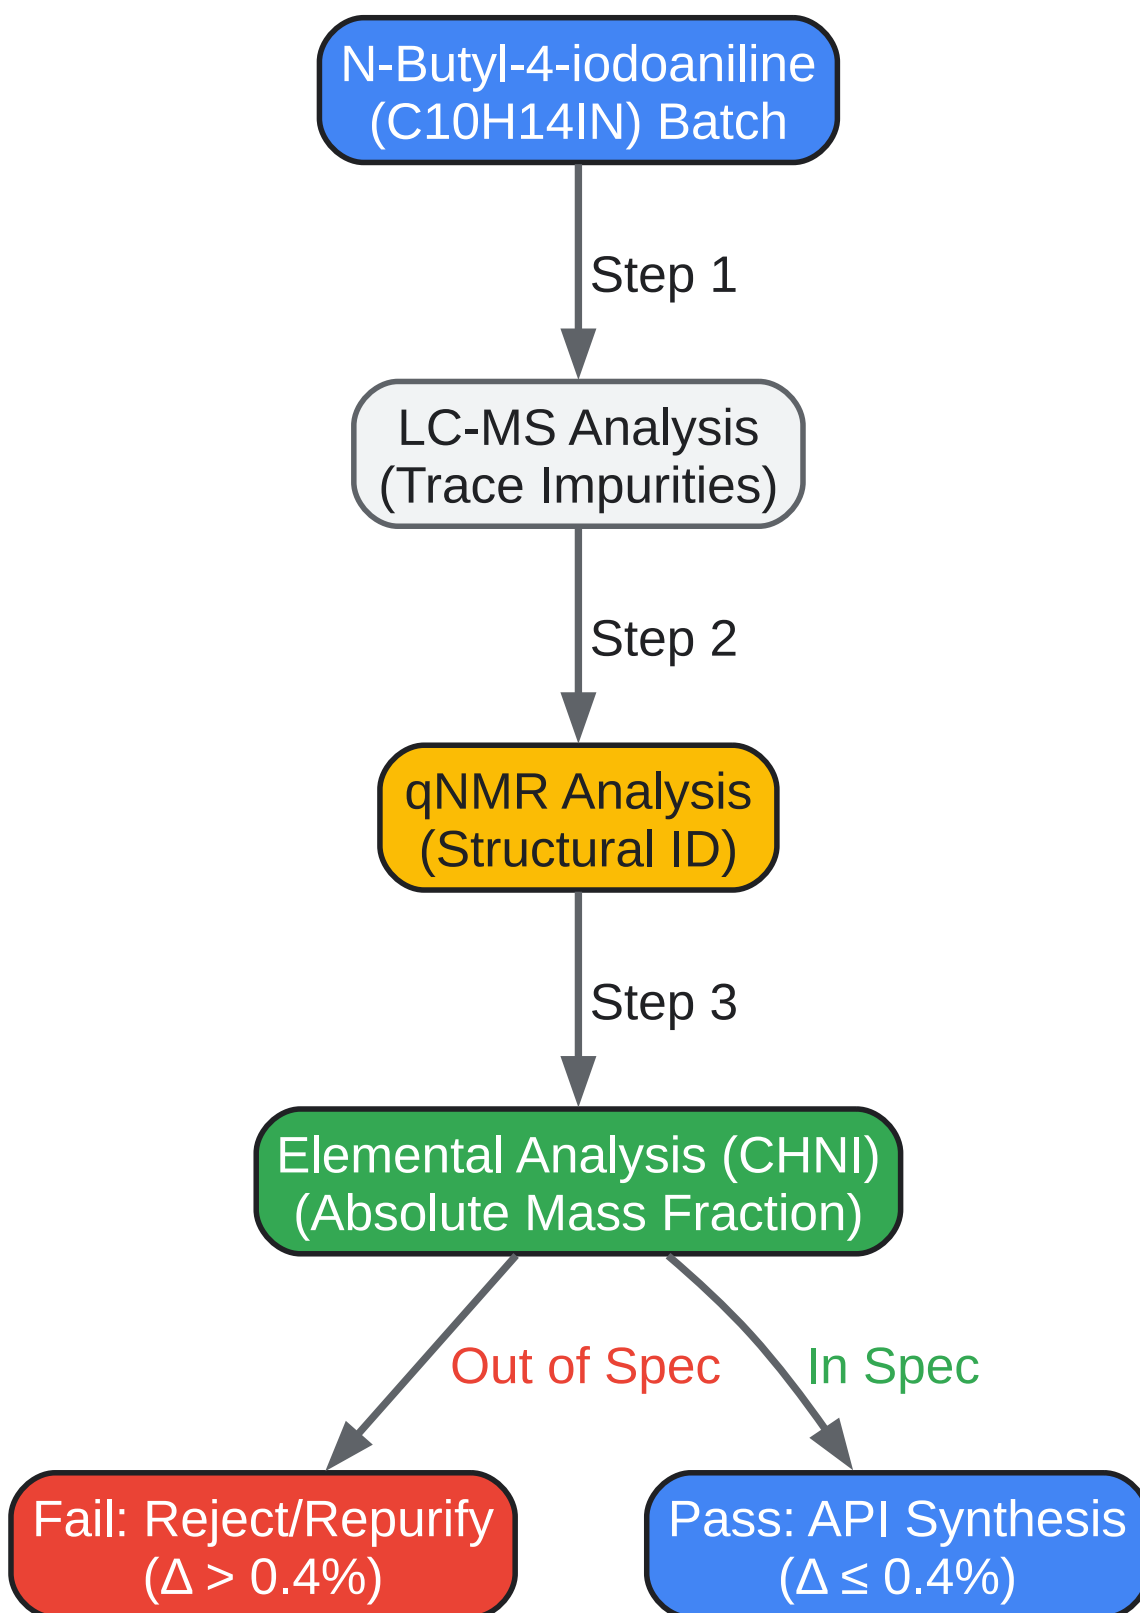 N-Butyl-4-iodoaniline
(C10H14IN) Batch
Step 1
LC-MS Analysis
(Trace Impurities)
Step 2
qNMR Analysis
(Structural ID)
Step 3
Elemental Analysis (CHNI)
(Absolute Mass Fraction)
Out of Spec
In Spec
Fail: Reject/Repurify
(Δ > 0.4%)
Pass: API Synthesis
(Δ ≤ 0.4%)